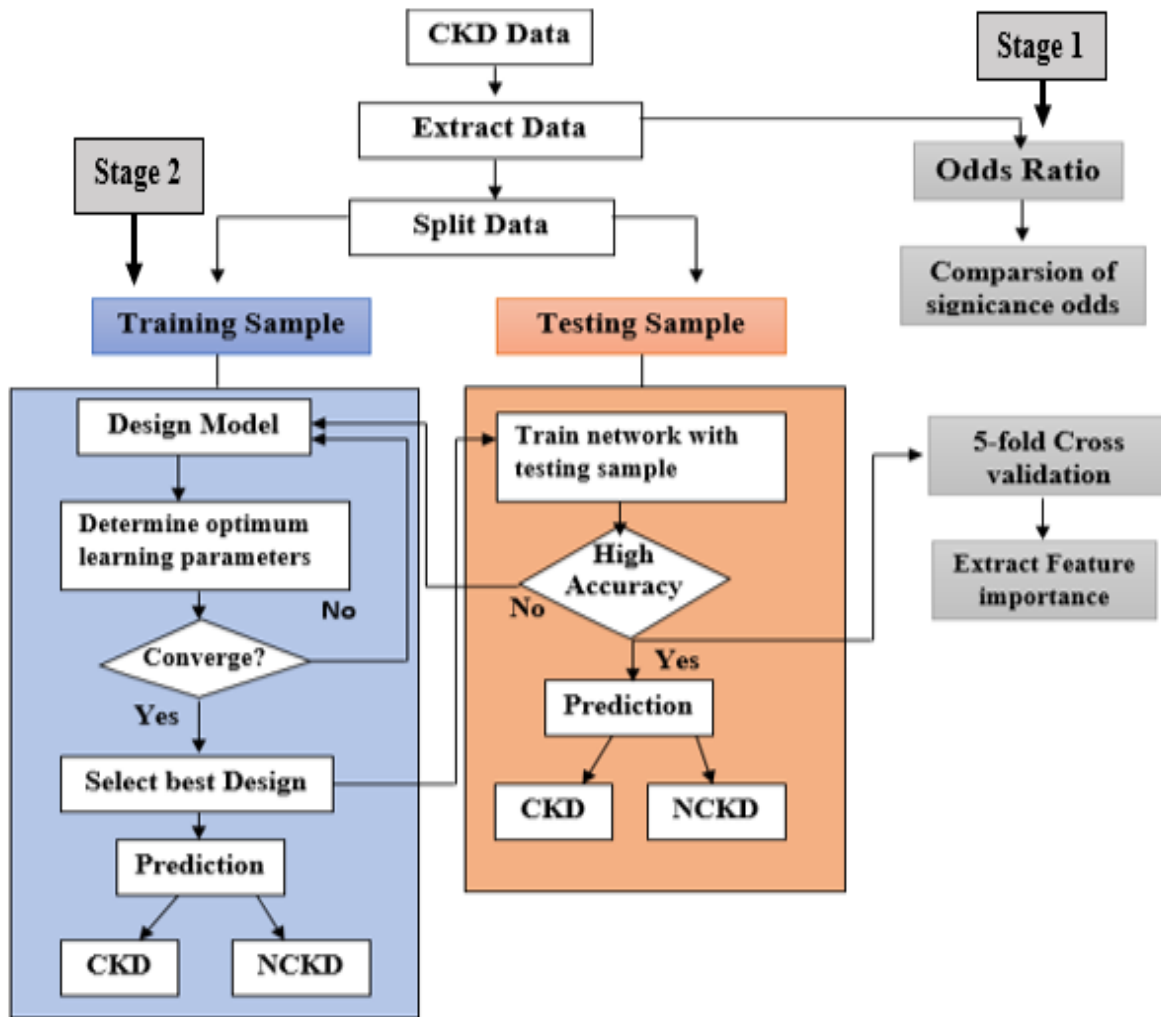 CKD Data
Stage 1
Extract Data
Stage 2
Odds Ratio
Split Data
Comparsion of
signicance odds
Training Sample
Testing Sample
Design Model
Train network with
testing sample
5-fold Cross
validation
Determine optimum
learning parameters
High
Accuracy
Extract Feature
importance
No
No
Converge?
Yes
Yes
Prediction
Select best Design
CKD
NCKD
Prediction
CKD
NCKD